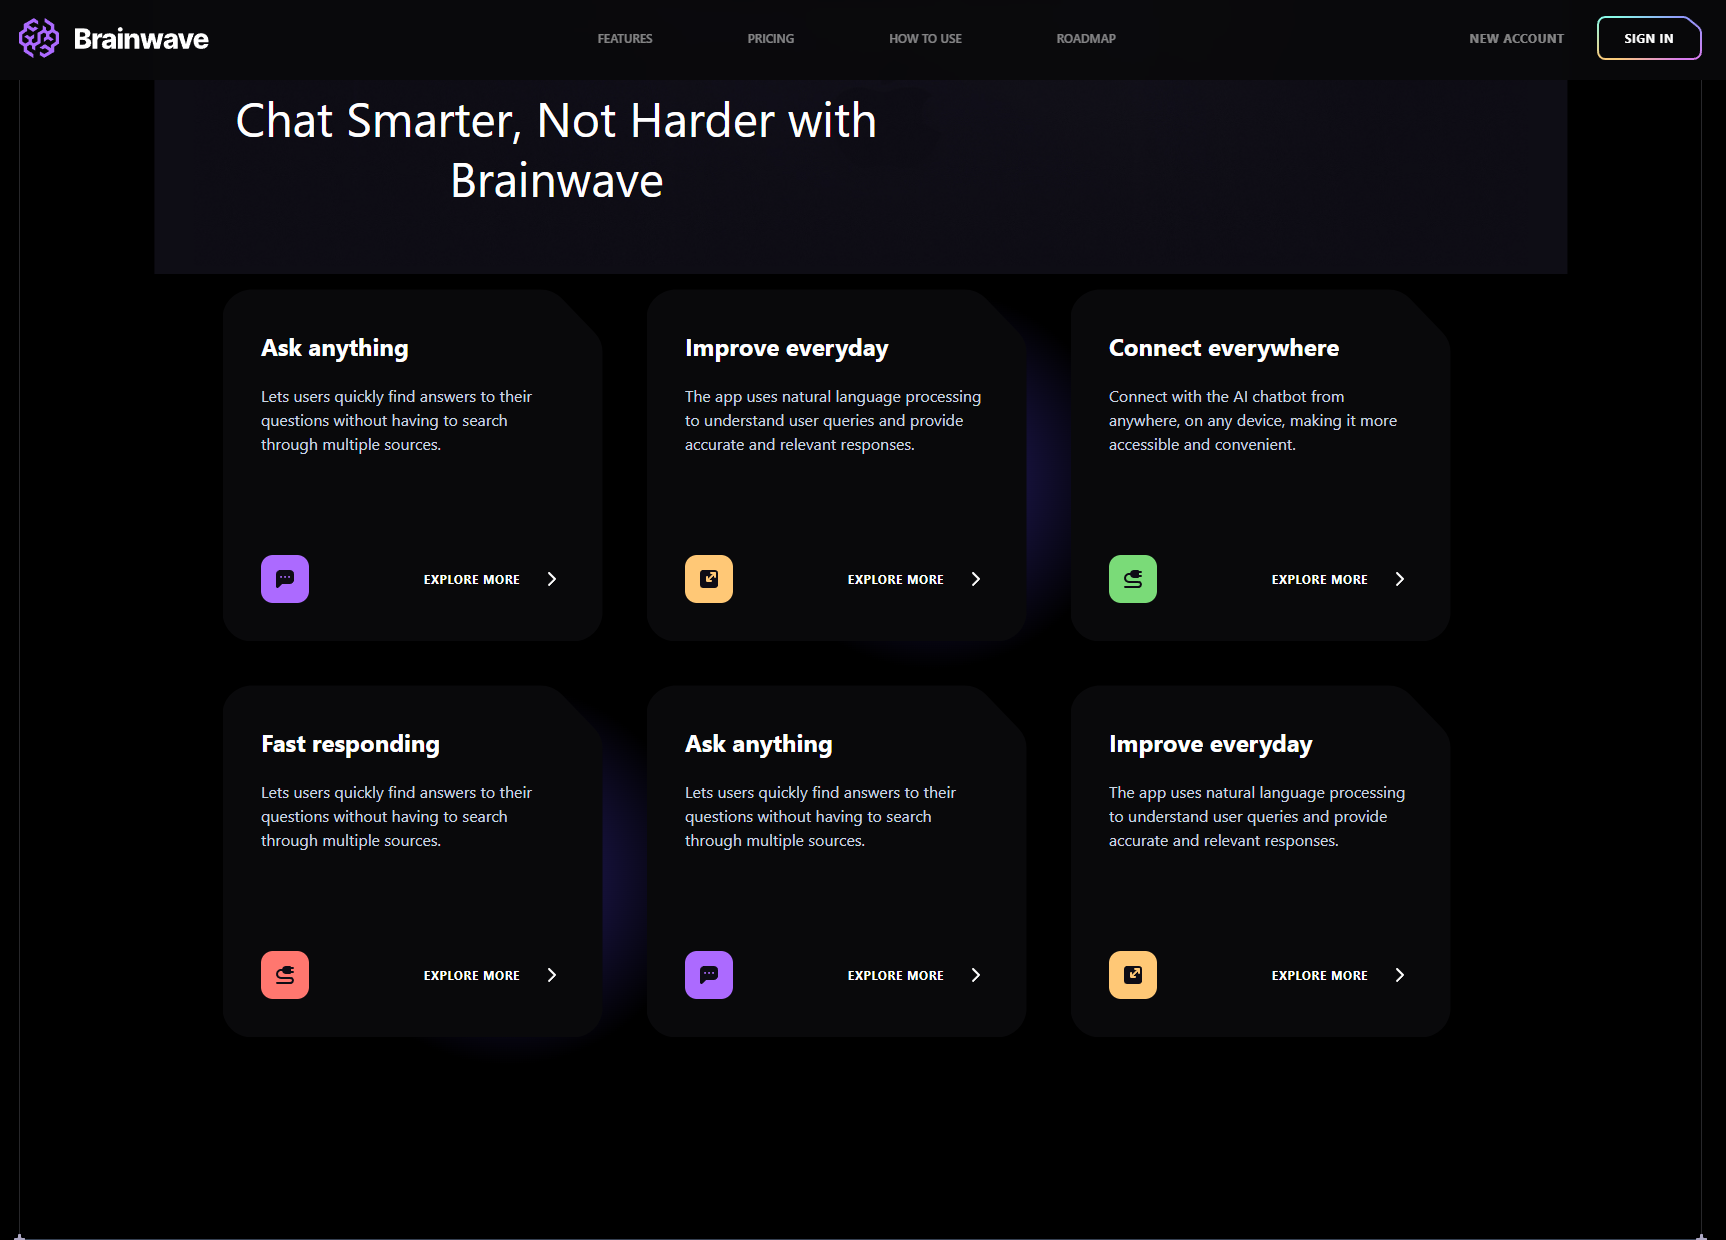 Brainwave
FEATURES
PRICING
HOW TO USE
ROADMAP
NEW ACCOUNT
SIGN IN
Chat Smarter, Not Harder with
Brainwave
Ask anything
Lets users quickly find answers to their
questions without having to search
through multiple sources.
EXPLORE MORE
Improve everyday
The app uses natural language processing
to understand user queries and provide
accurate and relevant responses.
EXPLORE MORE
Connect everywhere
Connect with the AI chatbot from
anywhere, on any device, making it more
accessible and convenient.
EXPLORE MORE
Fast responding
Lets users quickly find answers to their
questions without having to search
through multiple sources.
EXPLORE MORE
Ask anything
Lets users quickly find answers to their
questions without having to search
through multiple sources.
EXPLORE MORE
Improve everyday
The app uses natural language processing
to understand user queries and provide
accurate and relevant responses.
EXPLORE MORE